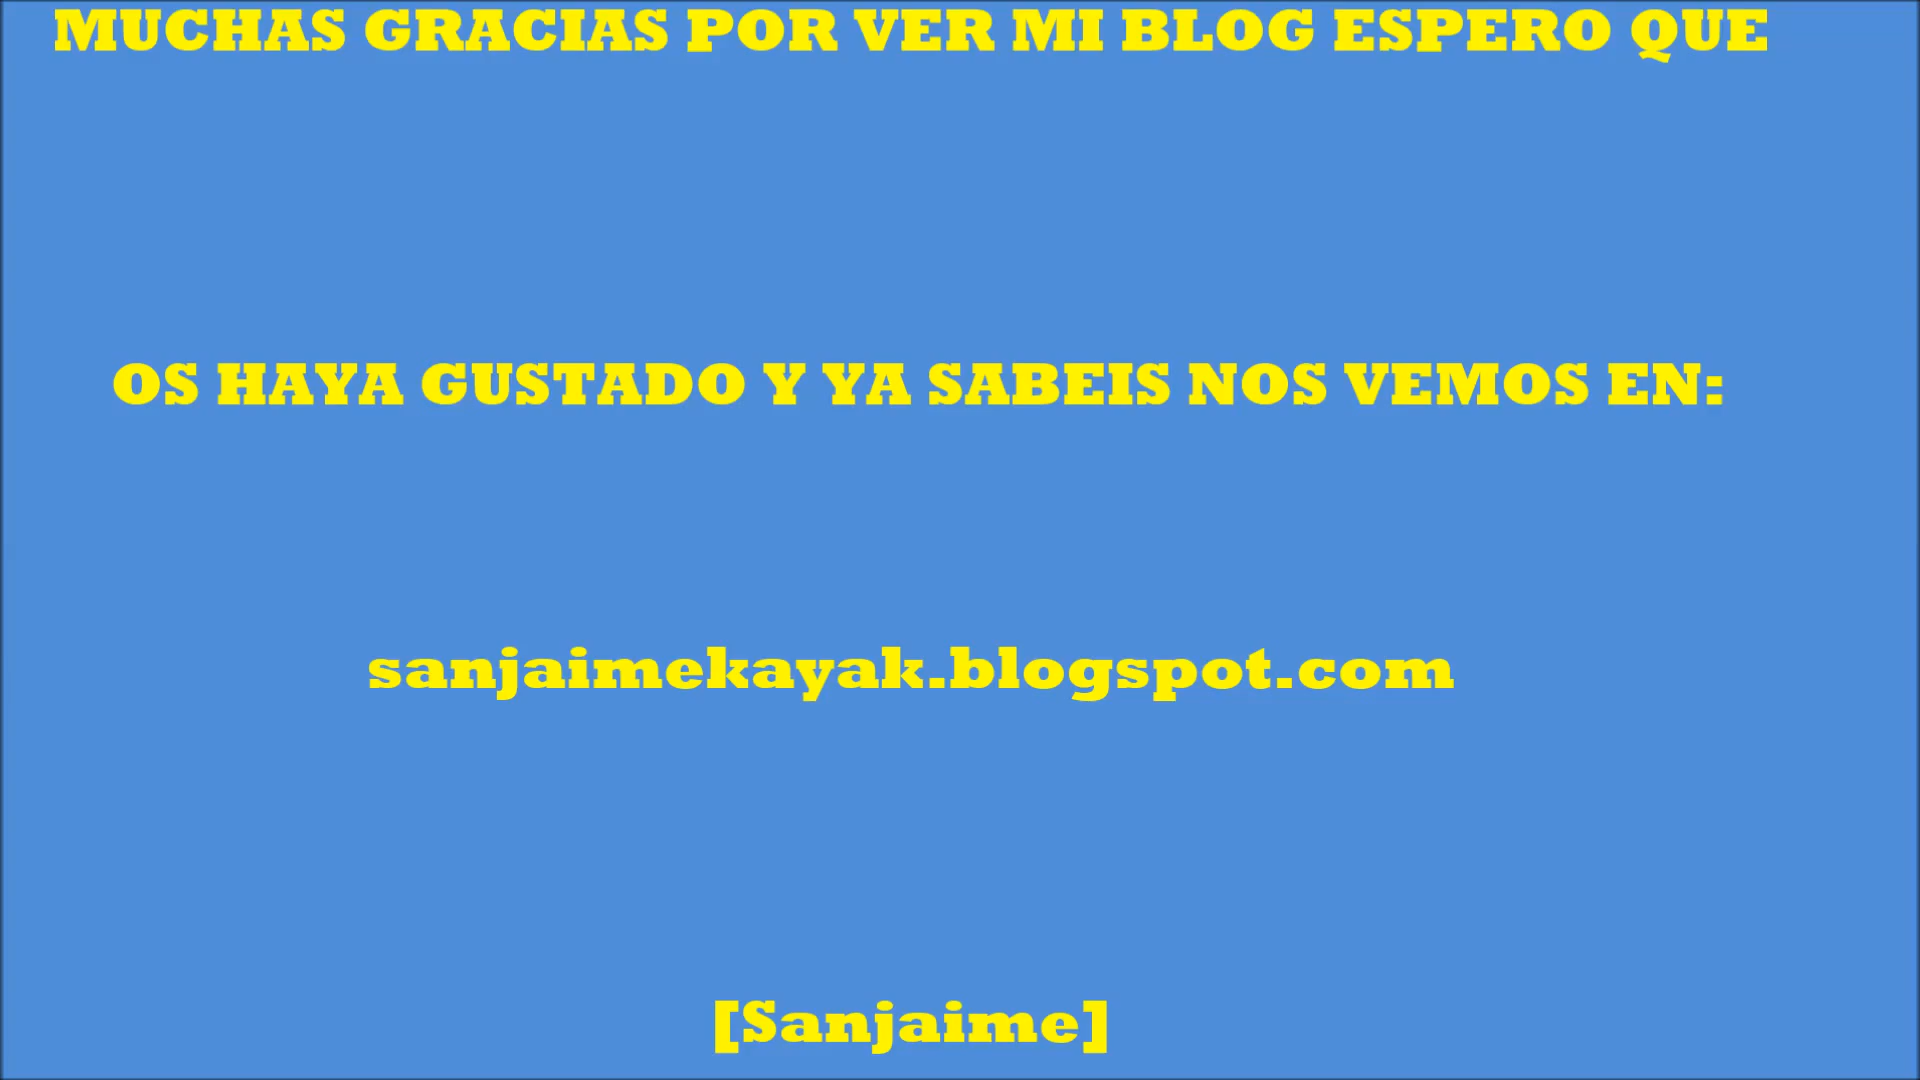 MUCHAS GRACIAS POR VER MI BLOG ESPERO QUE
OS HAYA GUSTADO Y YA SABEIS NOS VEMOS EN:
sanjaimekayak.blogspot.com
[Sanjaime]